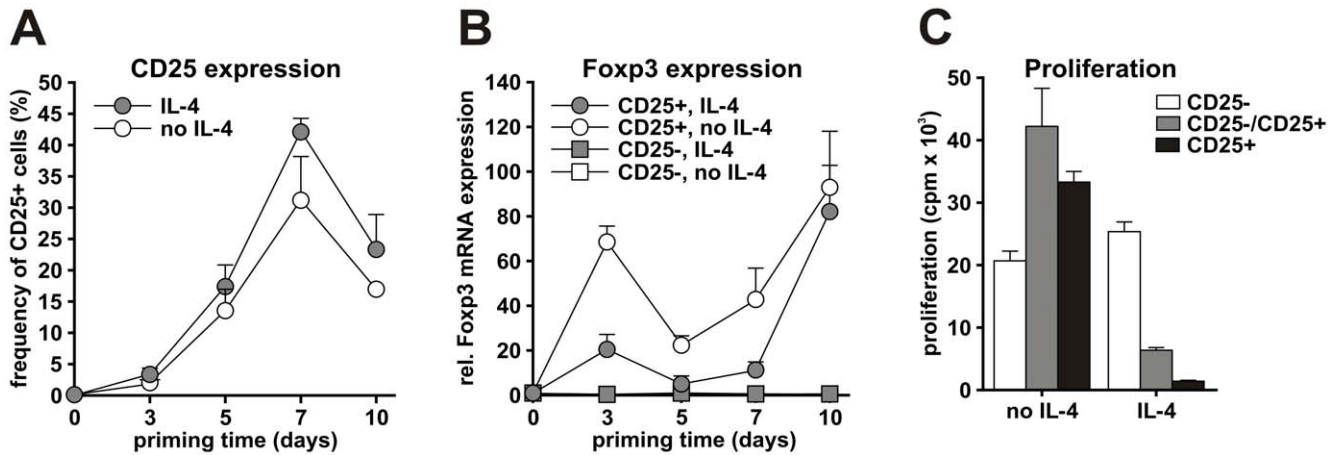 A
CD25 expression
frequency of CD25+ cells (%)
50
45
40
35
30
25
20
15
10
5
0
IL-4
no IL-4
0 3 5 7 10
priming time (days)
B
Foxp3 expression
rel. Foxp3 mRNA expression
140
120
100
80
60
40
20
0
CD25+, IL-4
CD25+, no IL-4
CD25-, IL-4
CD25-, no IL-4
0 3 5 7 10
priming time (days)
C
Proliferation
proliferation (cpm x 10³)
50
40
30
20
10
0
CD25-
CD25-/CD25+
CD25+
no IL-4 IL-4